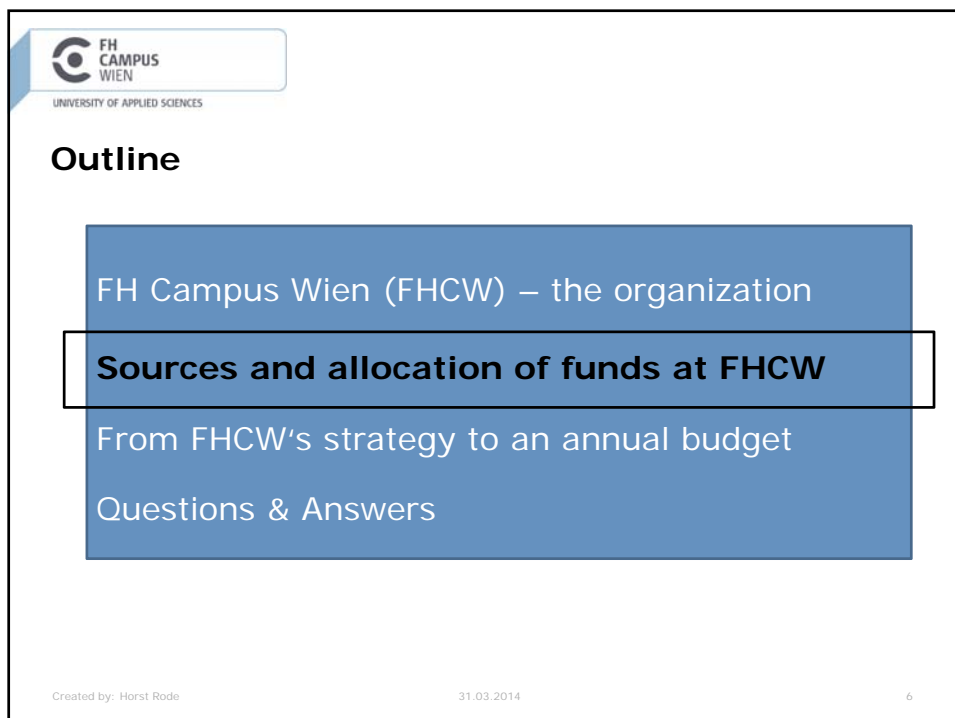 FH
CAMPUS
WIEN
UNIVERSITY OF APPLIED SCIENCES
Outline
FH Campus Wien (FHCW) – the organization
Sources and allocation of funds at FHCW
From FHCW‘s strategy to an annual budget
Questions & Answers
Created by: Horst Rode 31.03.2014 6